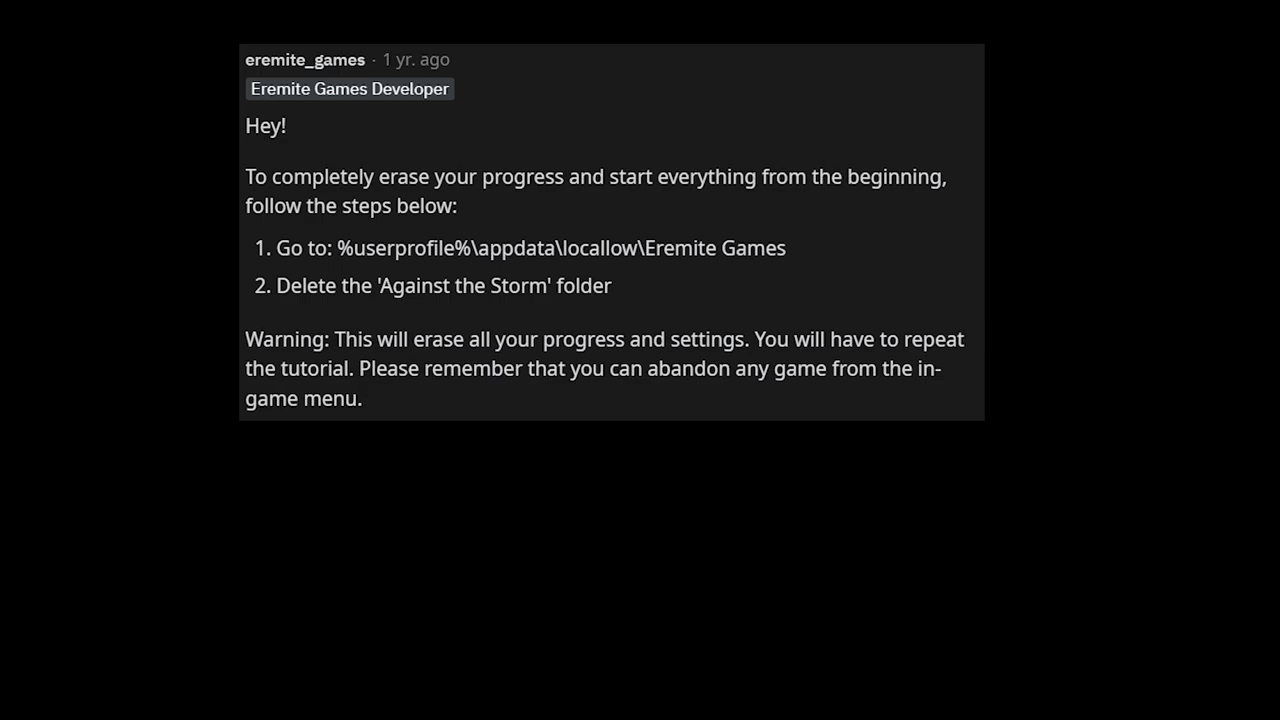 eremite_games · 1 yr. ago
Eremite Games Developer
Hey!
To completely erase your progress and start everything from the beginning,
follow the steps below:
1. Go to: %userprofile%\appdata\locallow\Eremite Games
2. Delete the 'Against the Storm' folder
Warning: This will erase all your progress and settings. You will have to repeat
the tutorial. Please remember that you can abandon any game from the in-
game menu.